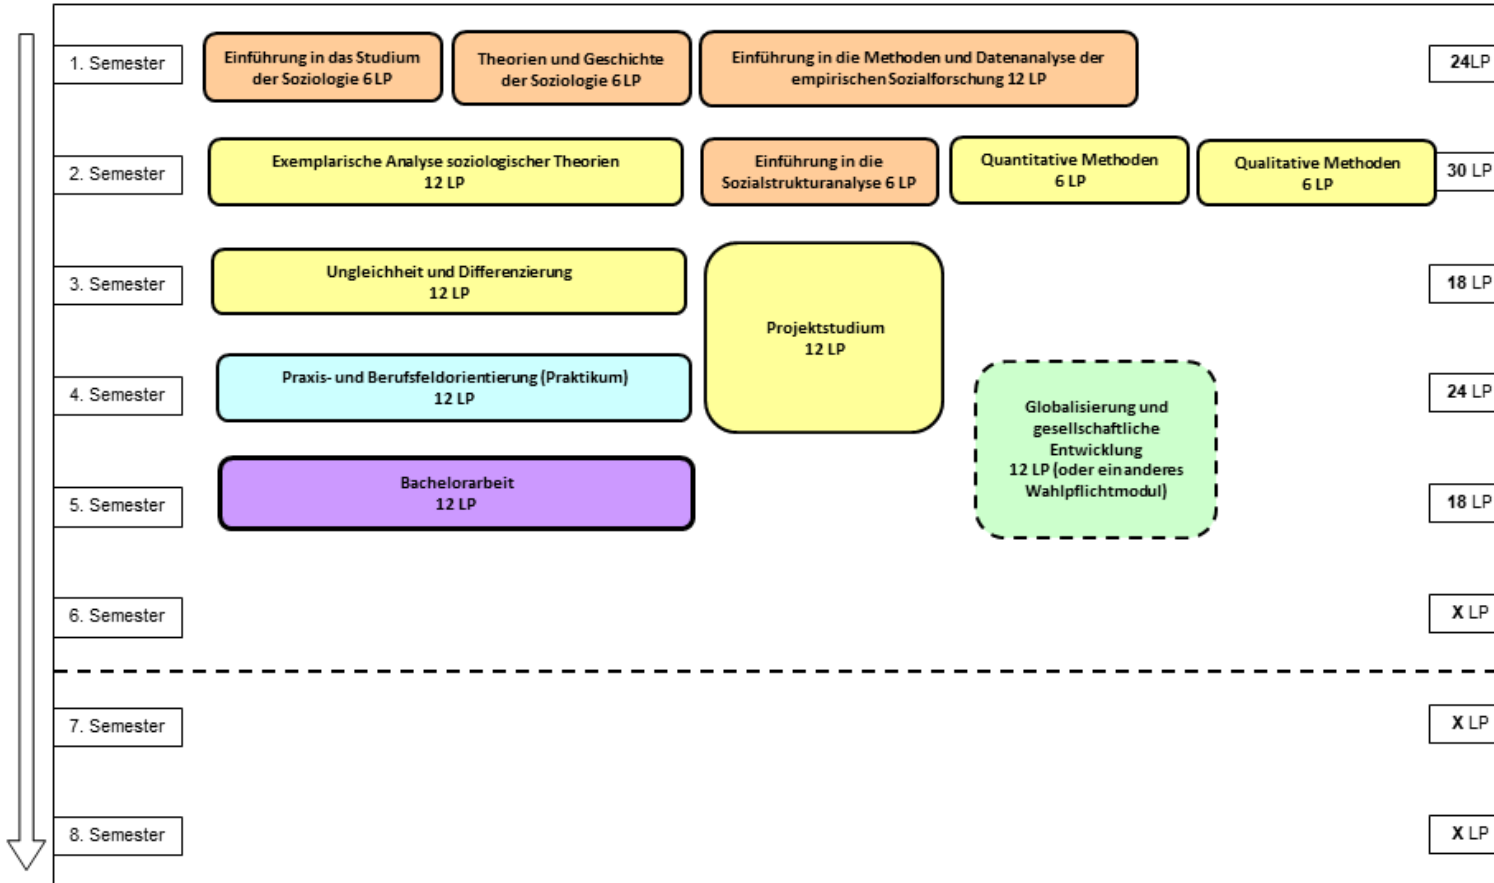 1. Semester
Einführung in das Studium
der Soziologie 6 LP
Theorien und Geschichte
der Soziologie 6 LP
Einführung in die Methoden und Datenanalyse der
empirischen Sozialforschung 12 LP
24LP
2. Semester
Exemplarische Analyse soziologischer Theorien
12 LP
Einführung in die
Sozialstrukturanalyse 6 LP
Quantitative Methoden
6 LP
Qualitative Methoden
6 LP
30 LP
3. Semester
Ungleichheit und Differenzierung
12 LP
18 LP
Projektstudium
12 LP
4. Semester
Praxis- und Berufsfeldorientierung (Praktikum)
12 LP
24 LP
Globalisierung und
gesellschaftliche
Entwicklung
12 LP (oder ein anderes
Wahlpflichtmodul)
5. Semester
Bachelorarbeit
12 LP
18 LP
6. Semester
X LP
7. Semester
X LP
8. Semester
X LP